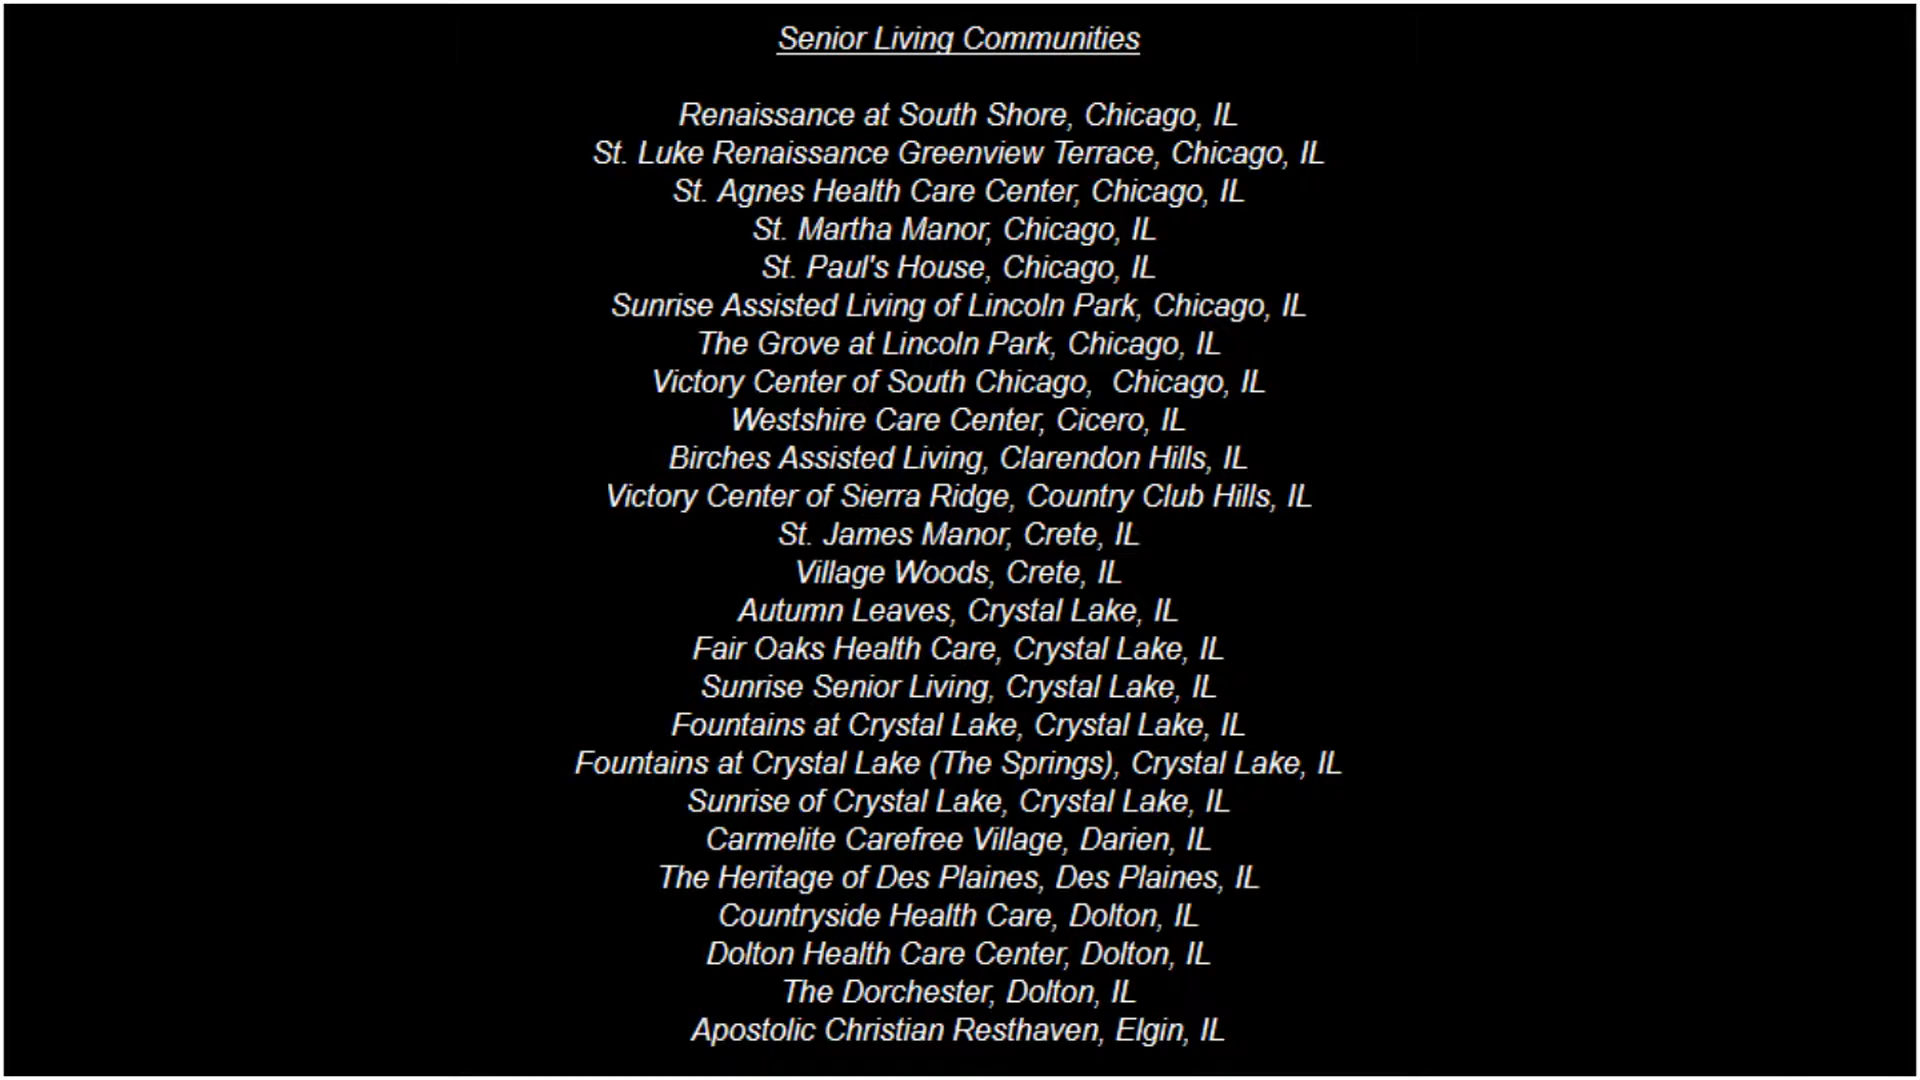 Senior Living Communities
Renaissance at South Shore, Chicago, IL
St. Luke Renaissance Greenview Terrace, Chicago, IL
St. Agnes Health Care Center, Chicago, IL
St. Martha Manor, Chicago, IL
St. Paul's House, Chicago, IL
Sunrise Assisted Living of Lincoln Park, Chicago, IL
The Grove at Lincoln Park, Chicago, IL
Victory Center of South Chicago,  Chicago, IL
Westshire Care Center, Cicero, IL
Birches Assisted Living, Clarendon Hills, IL
Victory Center of Sierra Ridge, Country Club Hills, IL
St. James Manor, Crete, IL
Village Woods, Crete, IL
Autumn Leaves, Crystal Lake, IL
Fair Oaks Health Care, Crystal Lake, IL
Sunrise Senior Living, Crystal Lake, IL
Fountains at Crystal Lake, Crystal Lake, IL
Fountains at Crystal Lake (The Springs), Crystal Lake, IL
Sunrise of Crystal Lake, Crystal Lake, IL
Carmelite Carefree Village, Darien, IL
The Heritage of Des Plaines, Des Plaines, IL
Countryside Health Care, Dolton, IL
Dolton Health Care Center, Dolton, IL
The Dorchester, Dolton, IL
Apostolic Christian Resthaven, Elgin, IL